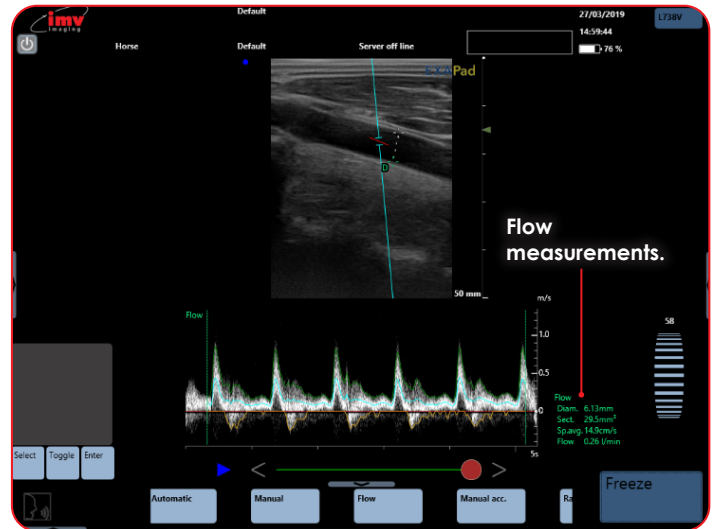 imv
imaging
Default
27/03/2019
L738V
14:59:44
Horse
Default
Server off line
76 %
EXAPad
D
Flow
measurements.
50 mm
m/s
Flow
58
1.0
0.5
Flow
Diam. 6.13mm
Sect. 29.5mm²
Sp.avg. 14.9cm/s
Flow 0.26 l/min
0
5s
Select
Toggle
Enter
Automatic
Manual
Flow
Manual acc.
Ra
Freeze